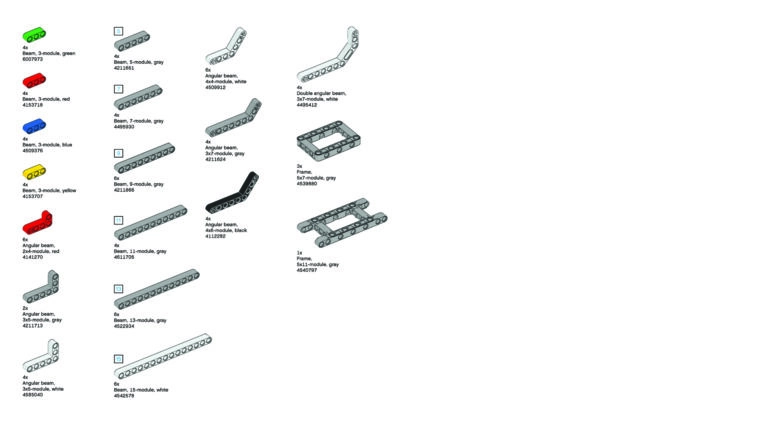 4x
Beam, 3-module, green
6007973
4x
Beam, 3-module, red
4153718
4x
Beam, 3-module, blue
4509376
4x
Beam, 3-module, yellow
4153707
6x
Angular beam,
2x4-module, red
4141270
2x
Angular beam,
3x5-module, gray
4211713
4x
Angular beam,
3x5-module, white
4585040
5
4x
Beam, 5-module, gray
4211651
7
4x
Beam, 7-module, gray
4495930
9
6x
Beam, 9-module, gray
4211866
11
4x
Beam, 11-module, gray
4611705
13
6x
Beam, 13-module, gray
4522934
15
6x
Beam, 15-module, white
4542578
6x
Angular beam,
4x4-module, white
4509912
4x
Angular beam,
3x7-module, gray
4211624
4x
Angular beam,
4x6-module, black
4112282
4x
Double angular beam,
3x7-module, white
4495412
3x
Frame,
5x7-module, gray
4539880
1x
Frame,
5x11-module, gray
4540797